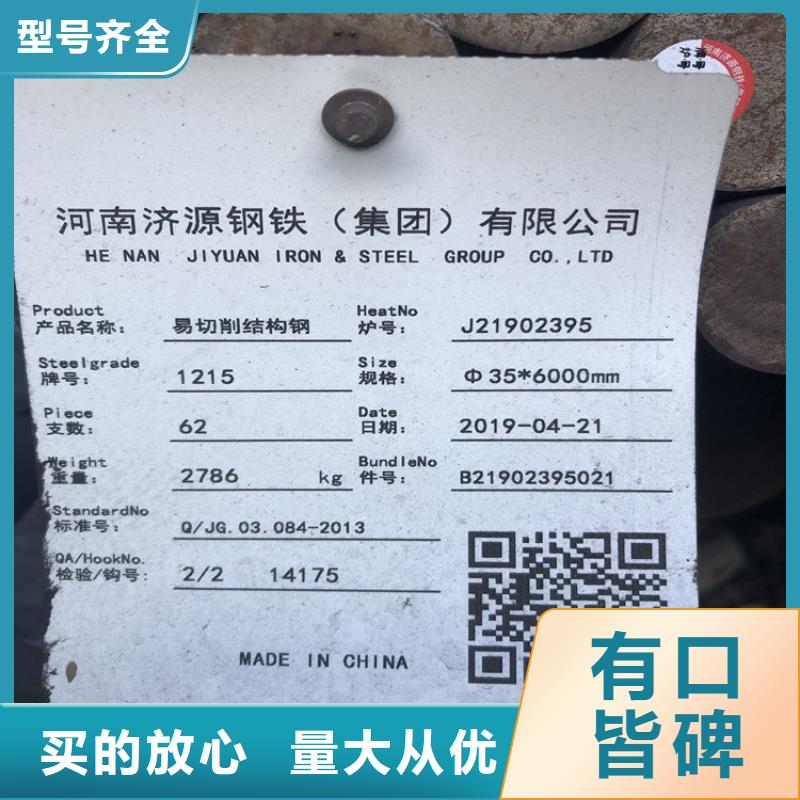 型号齐全
河南济源钢铁（集团）有限公司
HE NAN JIYUAN IRON & STEEL GROUP CO.,LTD
Product
产品名称： 易切削结构钢
HeatNo
炉号： J21902395
Steelgrade
牌号： 1215
Size
规格： Φ35*6000mm
Piece
支数： 62
Date
日期： 2019-04-21
Weight
重量： 2786 kg
BundleNo
件号： B21902395021
StandardNo
标准号： Q/JG.03.084-2013
QA/HookNo.
检验/钩号： 2/2 14175
MADE IN CHINA
有口
皆碑
买的放心 量大从优